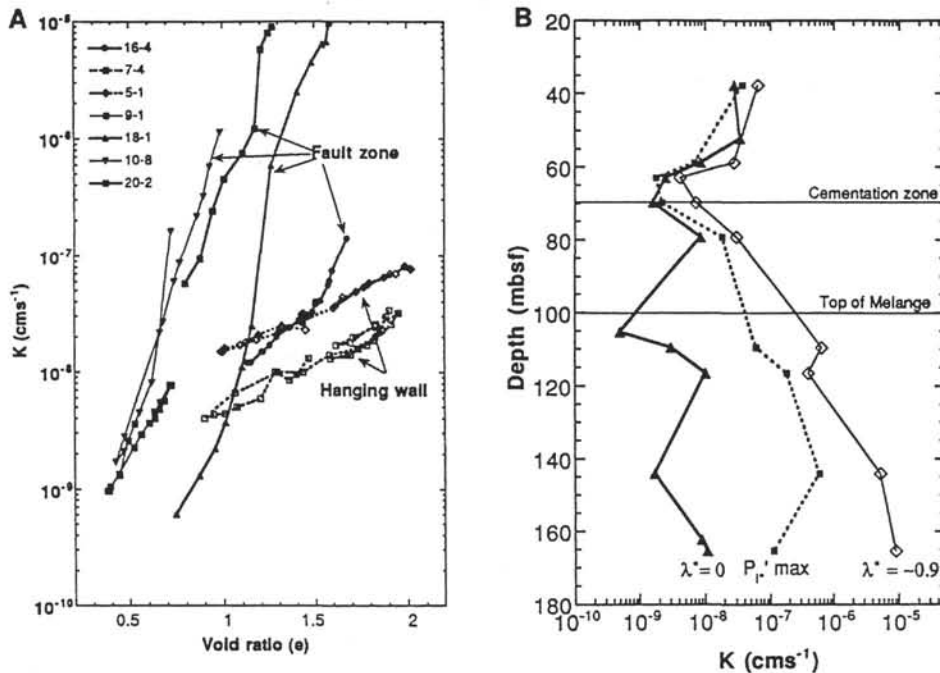 A
10⁻⁸
10⁻⁸
10⁻⁷
10⁻⁸
10⁻⁹
10⁻¹⁰
K (cms⁻¹)
16-4
7-4
5-1
9-1
18-1
10-8
20-2
Fault zone
Hanging wall
0.5
1
1.5
2
Void ratio (e)
B
20
40
60
80
100
120
140
160
180
Depth (mbsf)
Cementation zone
Top of Melange
λ*= 0
max
λ* = −0.9
10⁻¹⁰
10⁻⁹
10⁻⁸
10⁻⁷
10⁻⁶
10⁻⁵
K (cms⁻¹)